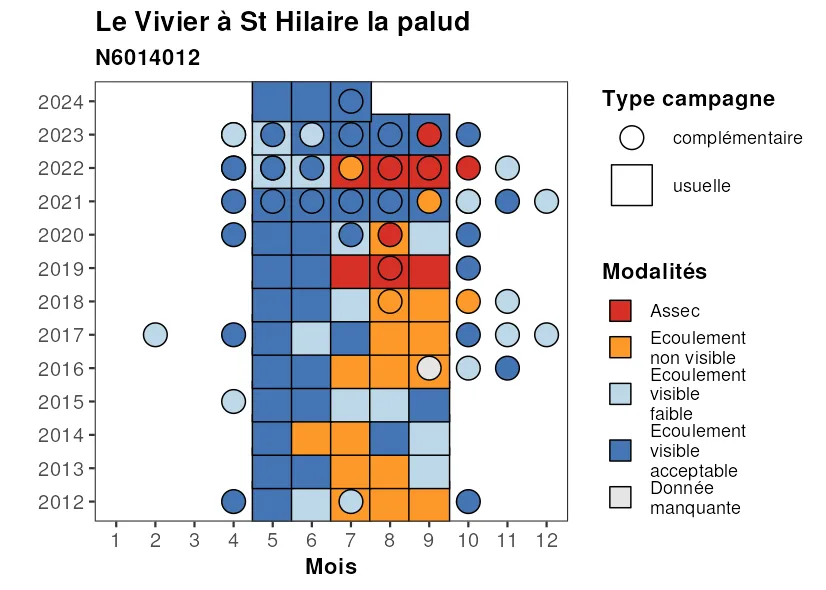 Le Vivier à St Hilaire la palud
N6014012
2024
2023
2022
2021
2020
2019
2018
2017
2016
2015
2014
2013
2012
1 2 3 4 5 6 7 8 9 10 11 12
Mois
Type campagne
complémentaire
usuelle
Modalités
Assec
Ecoulement
non visible
Ecoulement
visible
faible
Ecoulement
visible
acceptable
Donnée
manquante